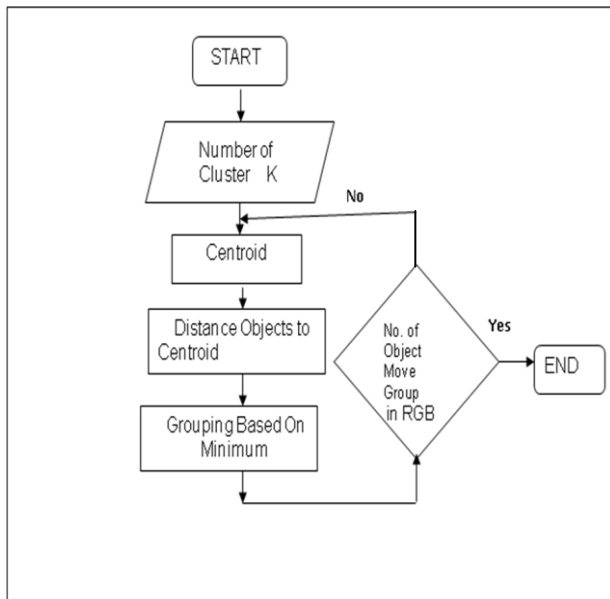 START
Number of
Cluster K
No
Centroid
Distance Objects to
Centroid
Grouping Based On
Minimum
No. of
Object
Move
Group
in RGB
Yes
END